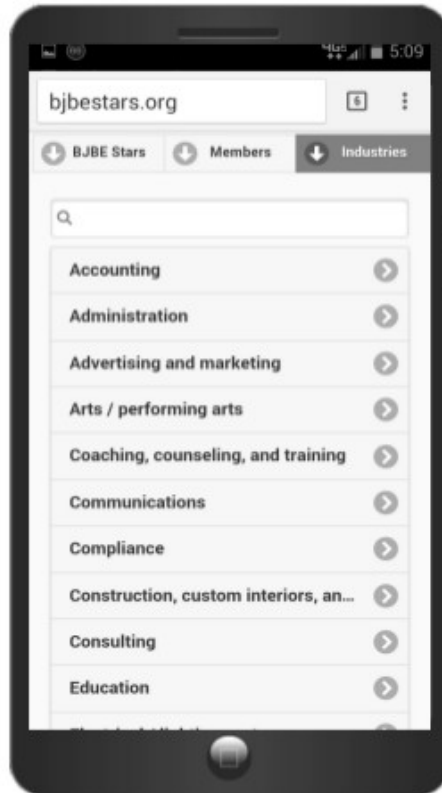 4G 5:09
bjbestars.org 6
BJBE Stars Members Industries
Accounting
Administration
Advertising and marketing
Arts / performing arts
Coaching, counseling, and training
Communications
Compliance
Construction, custom interiors, an...
Consulting
Education